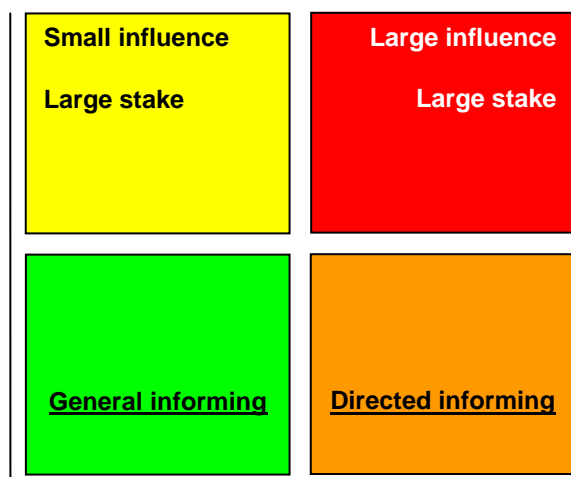 Small influence
Large stake
Large influence
Large stake
General informing
Directed informing